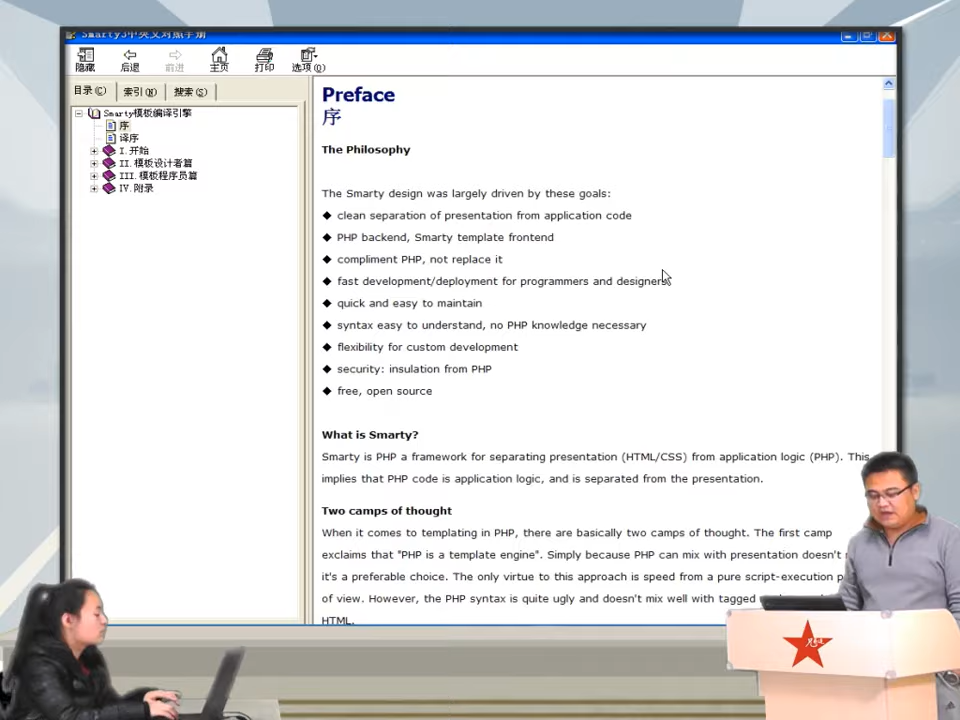 Smarty3中英文对照手册
隐藏 后退 前进 主页 打印 选项(O)
目录(C) 索引(N) 搜索(S)
Smarty模板编译引擎
序
译序
I.开始
II.模板设计者篇
III.模板程序员篇
IV.附录
Preface
序
The Philosophy
The Smarty design was largely driven by these goals:
◆ clean separation of presentation from application code
◆ PHP backend, Smarty template frontend
◆ compliment PHP, not replace it
◆ fast development/deployment for programmers and designers
◆ quick and easy to maintain
◆ syntax easy to understand, no PHP knowledge necessary
◆ flexibility for custom development
◆ security: insulation from PHP
◆ free, open source
What is Smarty?
Smarty is PHP a framework for separating presentation (HTML/CSS) from application logic (PHP). This
implies that PHP code is application logic, and is separated from the presentation.
Two camps of thought
When it comes to templating in PHP, there are basically two camps of thought. The first camp
exclaims that "PHP is a template engine". Simply because PHP can mix with presentation doesn't
it's a preferable choice. The only virtue to this approach is speed from a pure script-execution
of view. However, the PHP syntax is quite ugly and doesn't mix well with tagged
HTML.